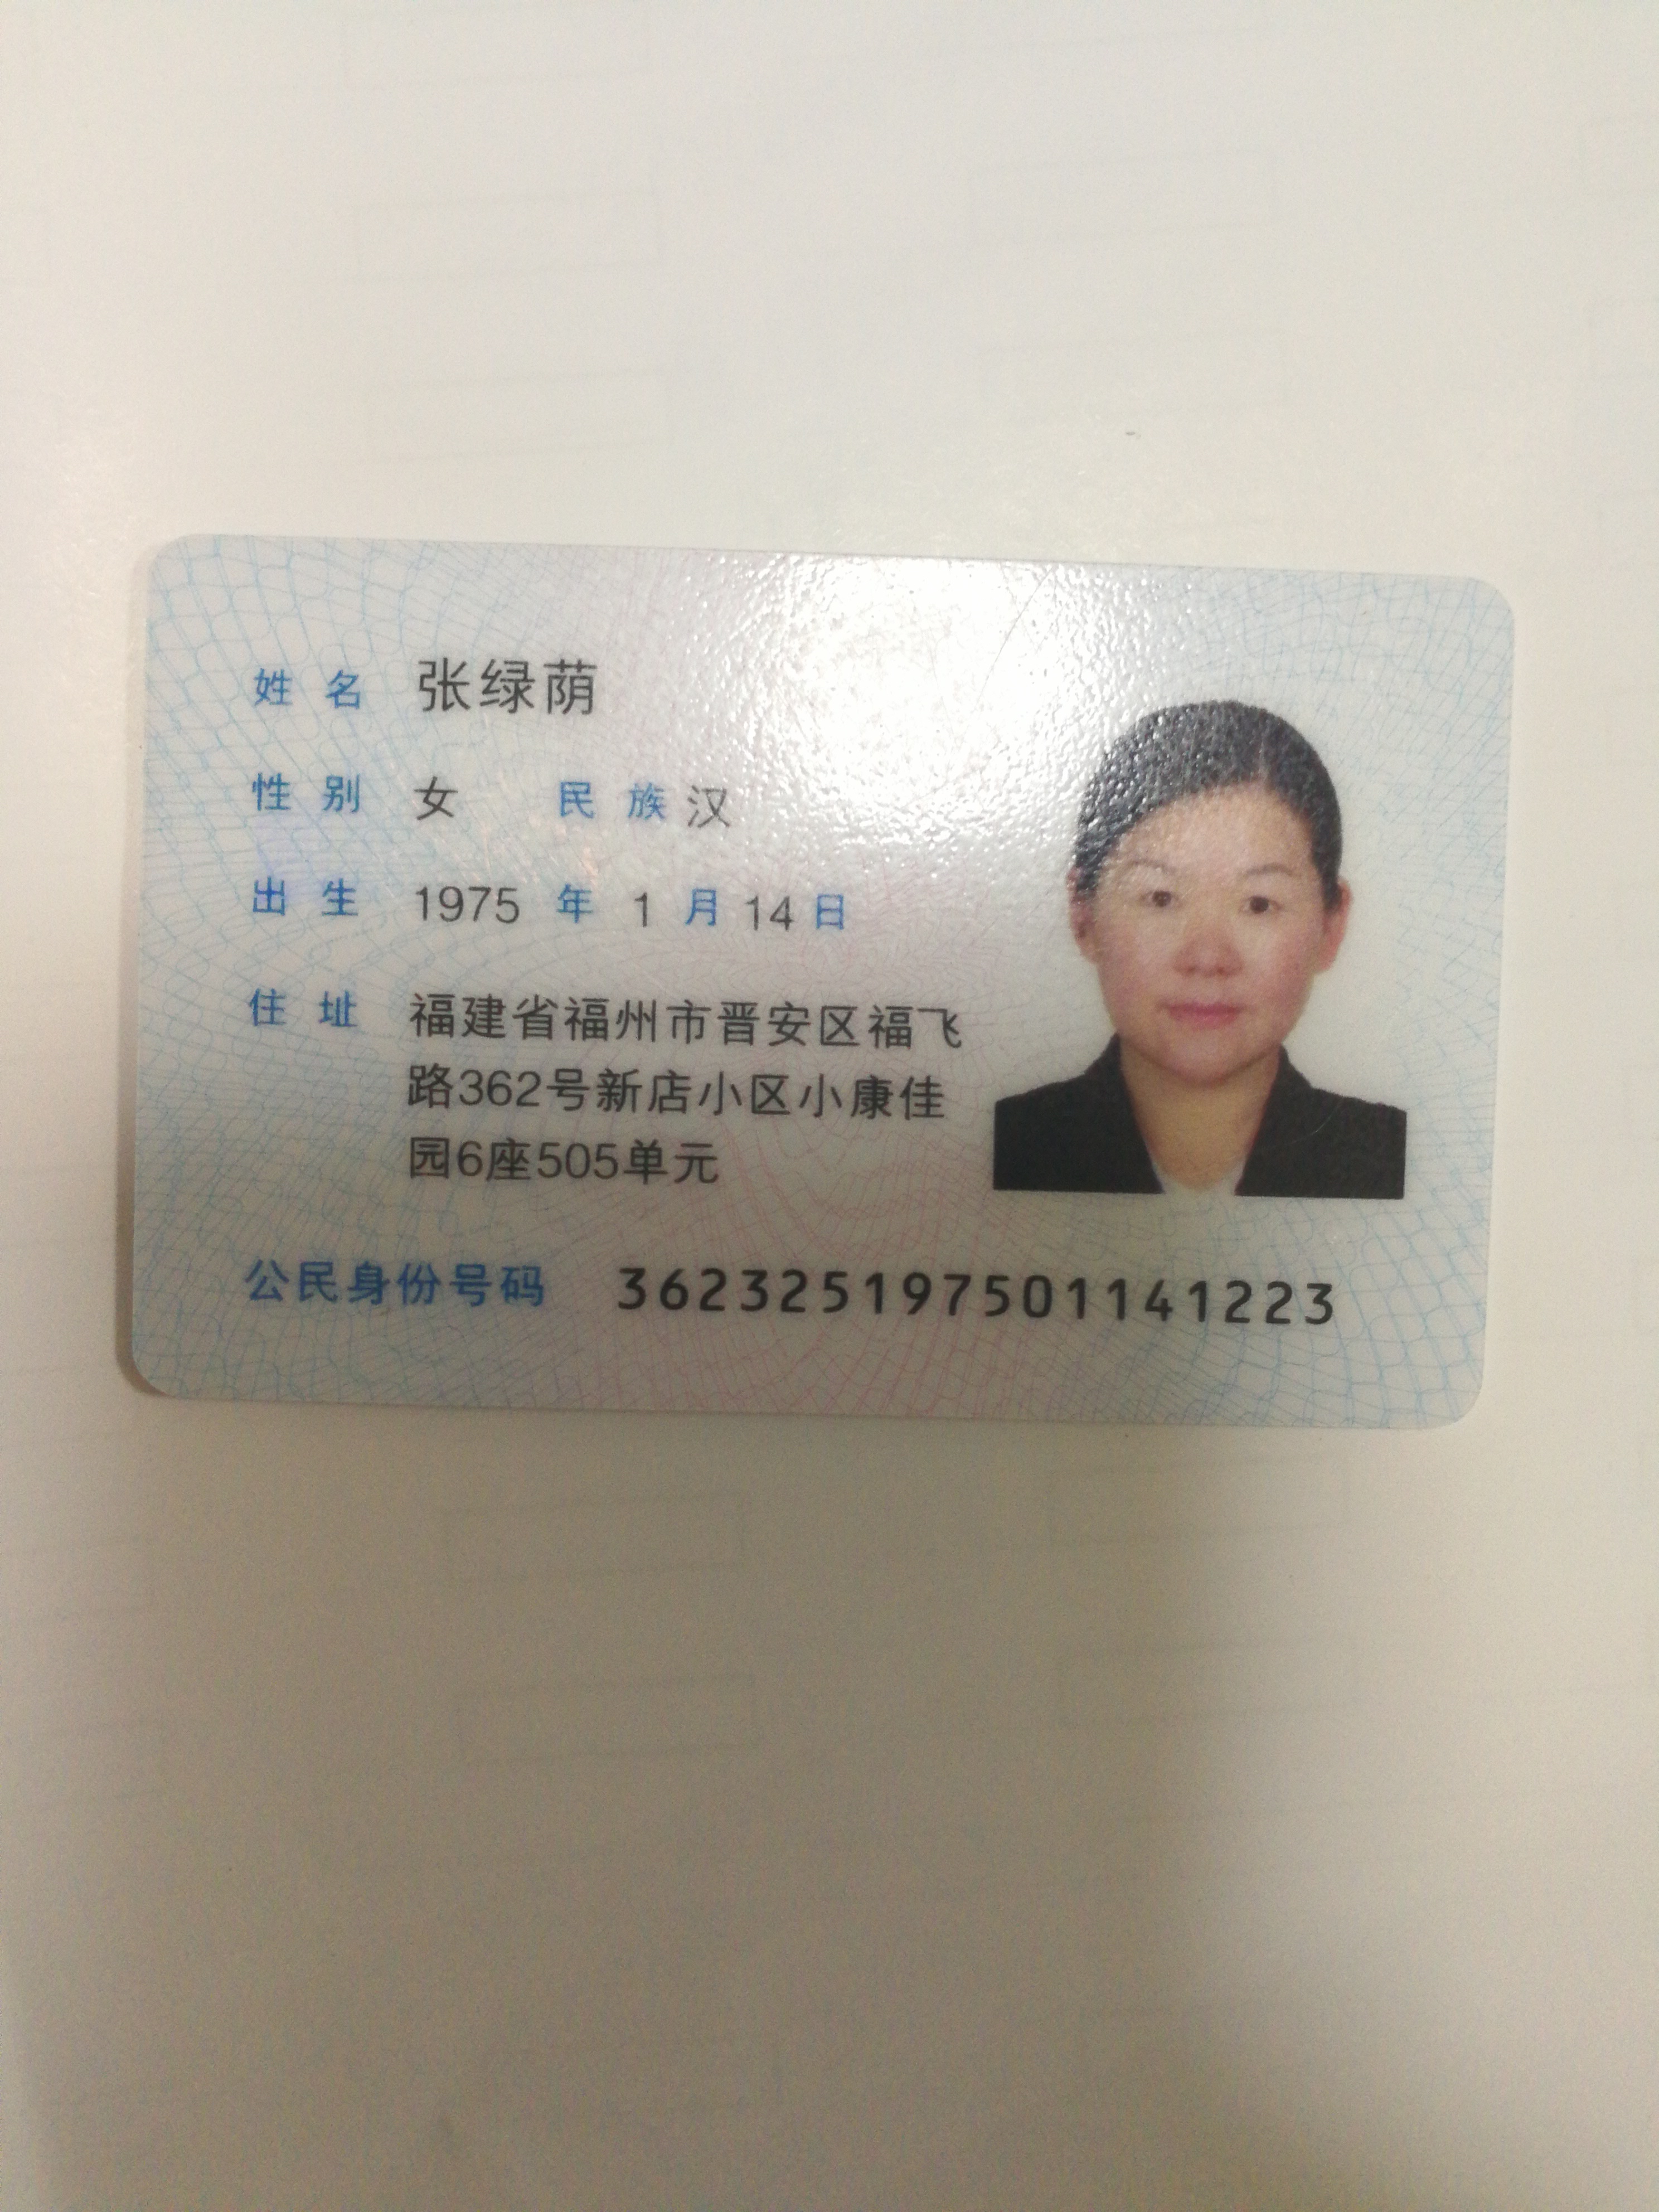 姓名 张绿荫
性别 女 民族 汉
出生 1975 年 1 月 14 日
住址 福建省福州市晋安区福飞
路362号新店小区小康佳
园6座505单元
公民身份号码 362325197501141223